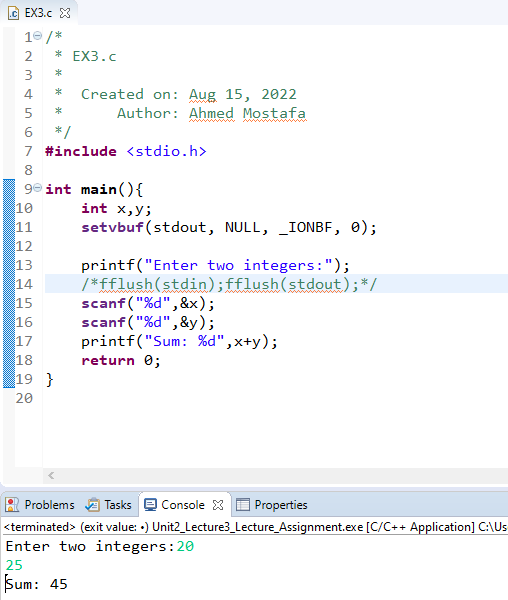 EX3.c
1 /*
2  * EX3.c
3  *
4  *  Created on: Aug 15, 2022
5  *      Author: Ahmed Mostafa
6  */
7 #include <stdio.h>
8
9 int main(){
10     int x,y;
11     setvbuf(stdout, NULL, _IONBF, 0);
12
13     printf("Enter two integers:");
14     /*fflush(stdin);fflush(stdout);*/
15     scanf("%d",&x);
16     scanf("%d",&y);
17     printf("Sum: %d",x+y);
18     return 0;
19 }
20
Problems Tasks Console Properties
<terminated> (exit value: •) Unit2_Lecture3_Lecture_Assignment.exe [C/C++ Application] C:\Us
Enter two integers:20
25
Sum: 45